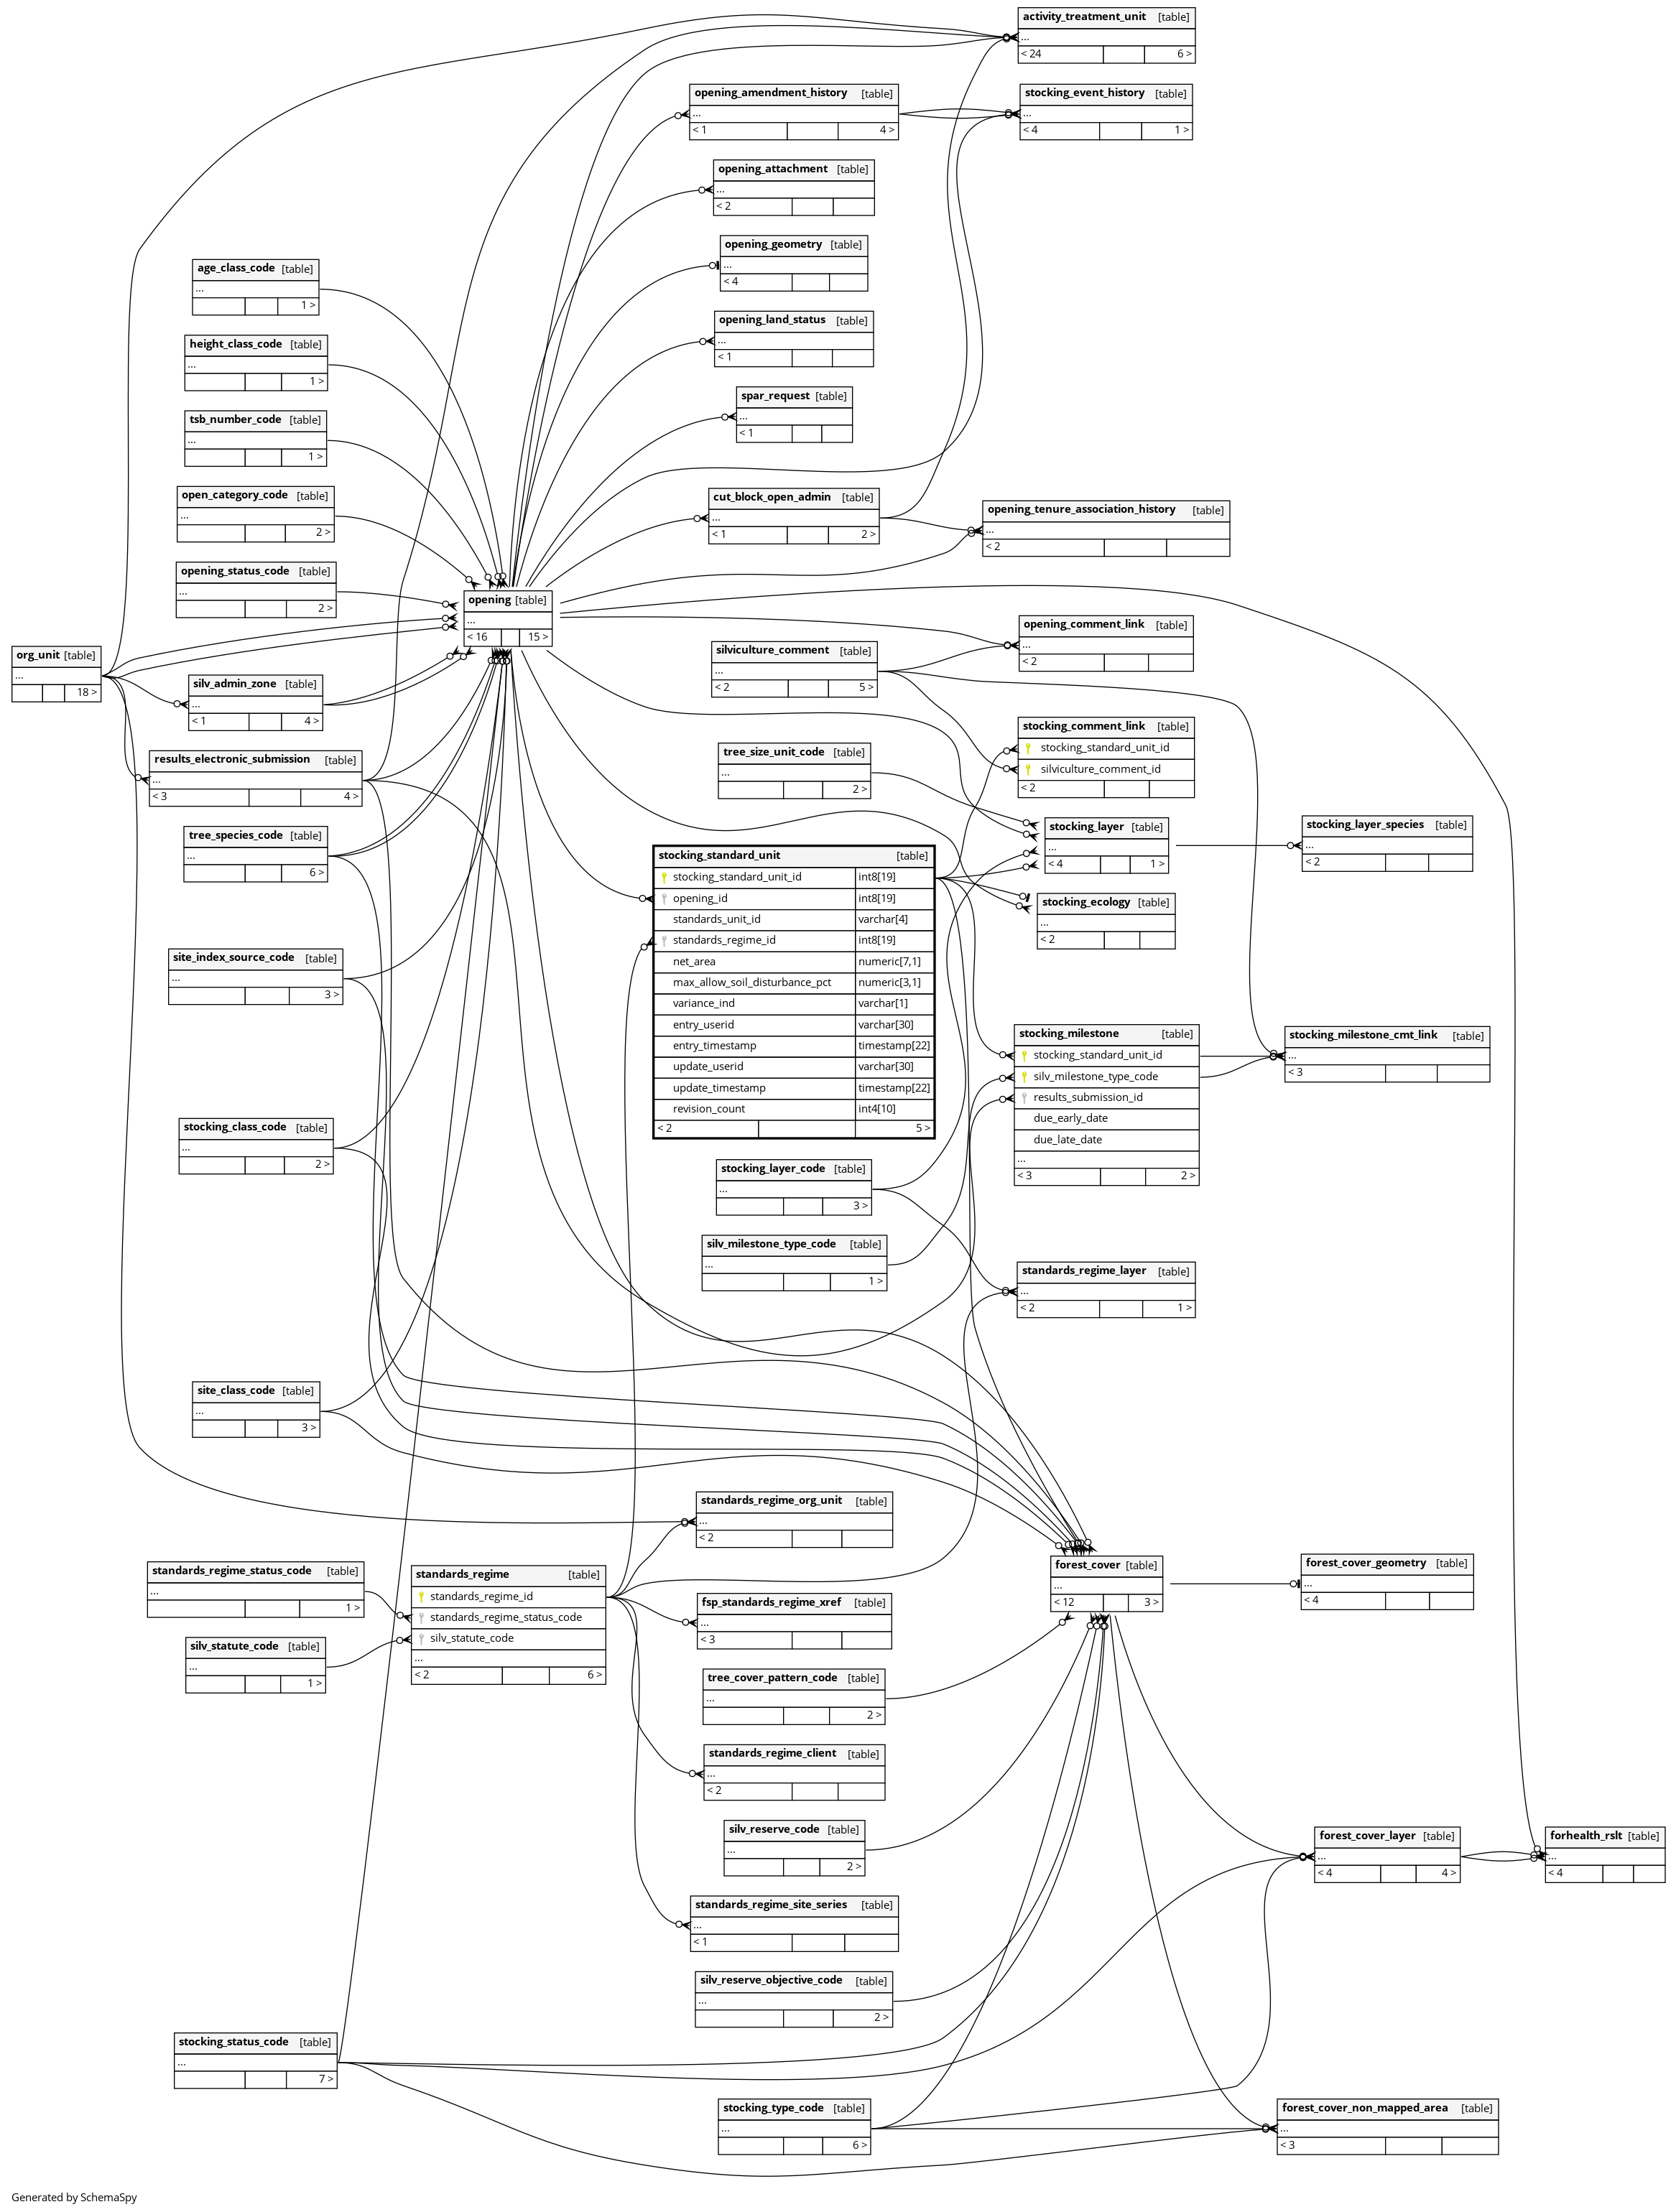 activity_treatment_unit [table]
...
< 24 6 >
opening_amendment_history [table]
...
< 1 4 >
stocking_event_history [table]
...
< 4 1 >
opening_attachment [table]
...
< 2
opening_geometry [table]
...
< 4
age_class_code [table]
...
1 >
opening_land_status [table]
...
< 1
height_class_code [table]
...
1 >
spar_request [table]
...
< 1
tsb_number_code [table]
...
1 >
open_category_code [table]
...
2 >
cut_block_open_admin [table]
...
< 1 2 >
opening_tenure_association_history [table]
...
< 2
opening_status_code [table]
...
2 >
opening [table]
...
< 16 15 >
opening_comment_link [table]
...
< 2
org_unit [table]
...
18 >
silviculture_comment [table]
...
< 2 5 >
silv_admin_zone [table]
...
< 1 4 >
stocking_comment_link [table]
stocking_standard_unit_id
silviculture_comment_id
< 2
results_electronic_submission [table]
...
< 3 4 >
tree_size_unit_code [table]
...
2 >
tree_species_code [table]
...
6 >
stocking_layer [table]
...
< 4 1 >
stocking_layer_species [table]
...
< 2
stocking_standard_unit [table]
stocking_standard_unit_id int8[19]
opening_id int8[19]
standards_unit_id varchar[4]
standards_regime_id int8[19]
net_area numeric[7,1]
max_allow_soil_disturbance_pct numeric[3,1]
variance_ind varchar[1]
entry_userid varchar[30]
entry_timestamp timestamp[22]
update_userid varchar[30]
update_timestamp timestamp[22]
revision_count int4[10]
< 2 5 >
stocking_ecology [table]
...
< 2
site_index_source_code [table]
...
3 >
stocking_milestone [table]
stocking_standard_unit_id
silv_milestone_type_code
results_submission_id
due_early_date
due_late_date
...
< 3 2 >
stocking_milestone_cmt_link [table]
...
< 3
stocking_class_code [table]
...
2 >
stocking_layer_code [table]
...
3 >
silv_milestone_type_code [table]
...
1 >
standards_regime_layer [table]
...
< 2 1 >
site_class_code [table]
...
3 >
standards_regime_org_unit [table]
...
< 2
standards_regime_status_code [table]
...
1 >
standards_regime [table]
standards_regime_id
standards_regime_status_code
silv_statute_code
...
< 2 6 >
forest_cover [table]
...
< 12 3 >
forest_cover_geometry [table]
...
< 4
fsp_standards_regime_xref [table]
...
< 3
silv_statute_code [table]
...
1 >
tree_cover_pattern_code [table]
...
2 >
standards_regime_client [table]
...
< 2
silv_reserve_code [table]
...
2 >
forest_cover_layer [table]
...
< 4 4 >
forhealth_rslt [table]
...
< 4
standards_regime_site_series [table]
...
< 1
silv_reserve_objective_code [table]
...
2 >
stocking_status_code [table]
...
7 >
stocking_type_code [table]
...
6 >
forest_cover_non_mapped_area [table]
...
< 3
Generated by SchemaSpy